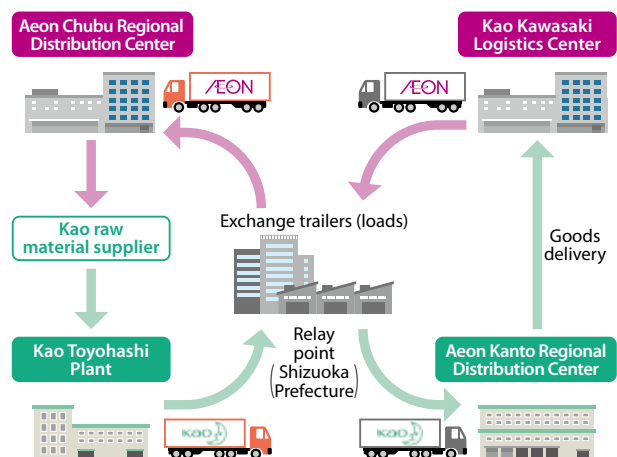 Aeon Chubu Regional
Distribution Center
Kao Kawasaki
Logistics Center
ÆON
ÆON
Exchange trailers (loads)
Kao raw
material supplier
Goods
delivery
Relay
point
(Shizuoka
Prefecture)
Kao Toyohashi
Plant
Aeon Kanto Regional
Distribution Center
Kao
Kao